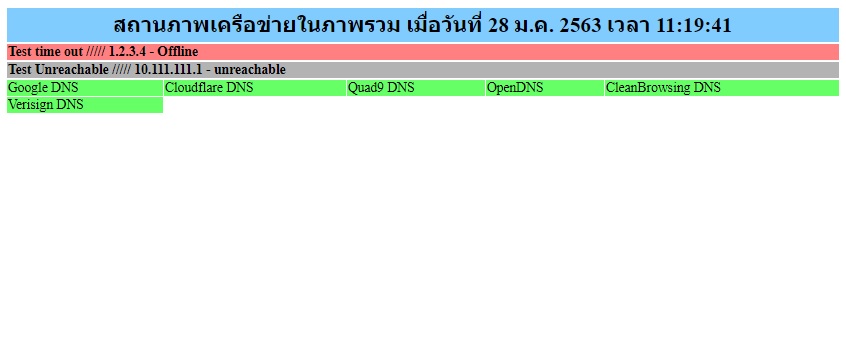 สถานภาพเครือข่ายในภาพรวม เมื่อวันที่ 28 ม.ค. 2563 เวลา 11:19:41
Test time out ///// 1.2.3.4 - Offline
Test Unreachable ///// 10.111.111.1 - unreachable
Google DNS Cloudflare DNS Quad9 DNS OpenDNS CleanBrowsing DNS
Verisign DNS